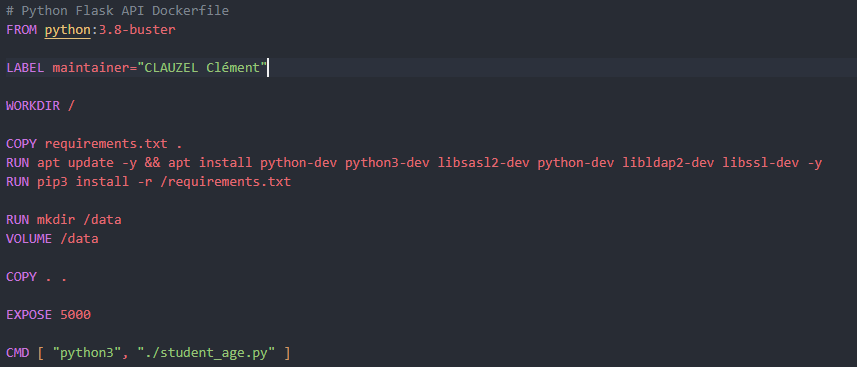 # Python Flask API Dockerfile
FROM python:3.8-buster
LABEL maintainer="CLAUZEL Clément"
WORKDIR /
COPY requirements.txt .
RUN apt update -y && apt install python-dev python3-dev libsasl2-dev python-dev libldap2-dev libssl-dev -y
RUN pip3 install -r /requirements.txt
RUN mkdir /data
VOLUME /data
COPY . .
EXPOSE 5000
CMD [ "python3", "./student_age.py" ]